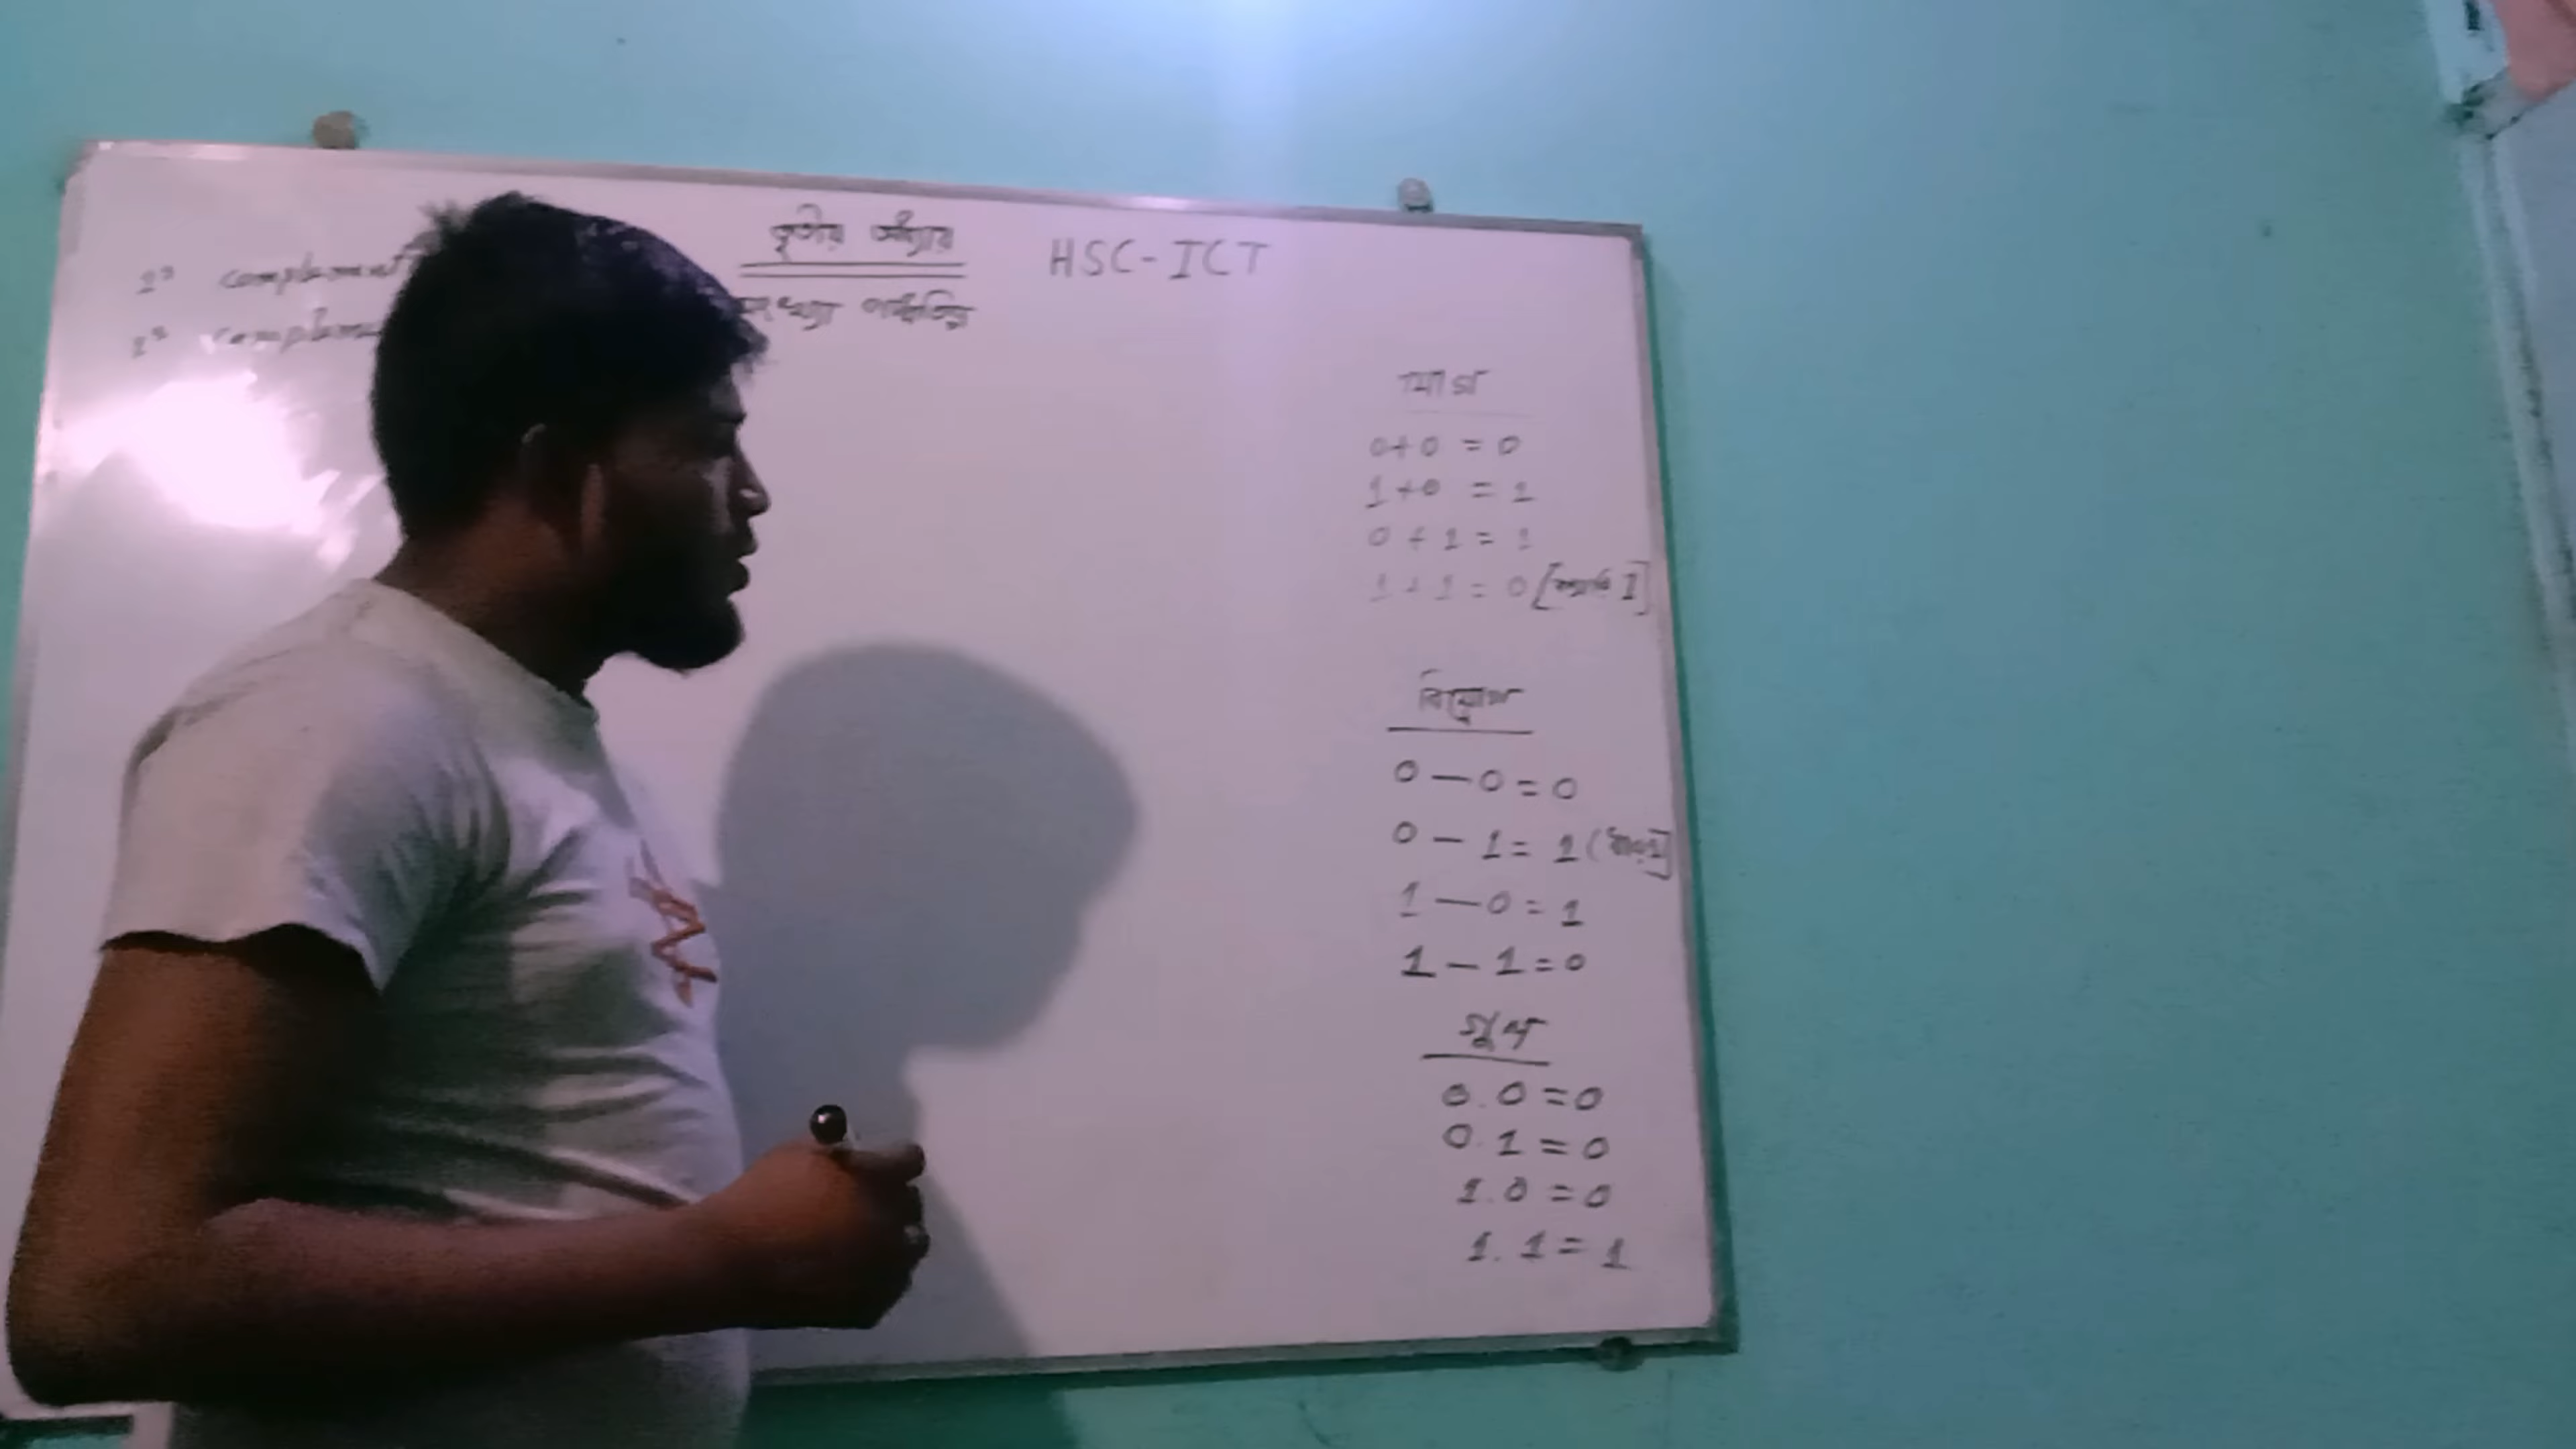 তৃতীয় অধ্যায়
HSC-ICT
সংখ্যা পদ্ধতির
1's complement
2's complement
যোগ
0+0 = 0
1+0 = 1
0+1 = 1
1+1 = 0 [ 1]
বিয়োগ
0-0=0
0-1=1
1-0=1
1-1=0
গুণ
0.0=0
0.1=0
1.0=0
1.1=1